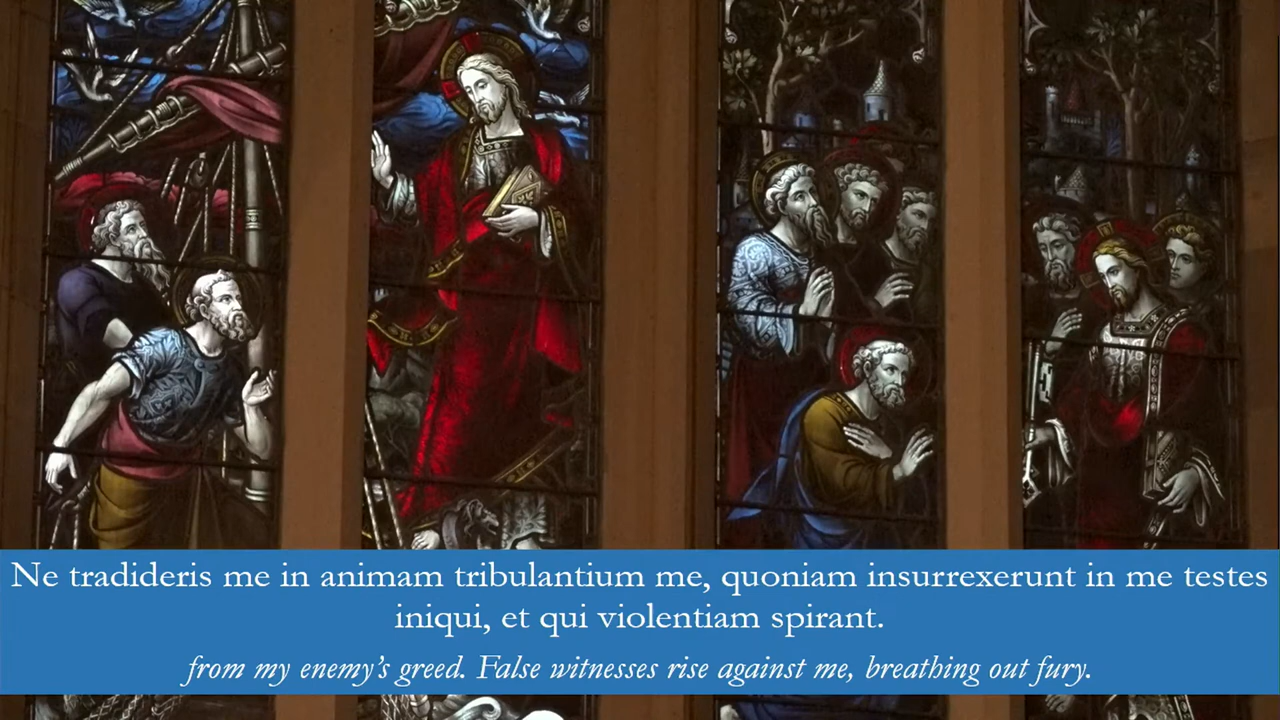 Ne tradideris me in animam tribulantium me, quoniam insurrexerunt in me testes
iniqui, et qui violentiam spirant.
from my enemy’s greed. False witnesses rise against me, breathing out fury.